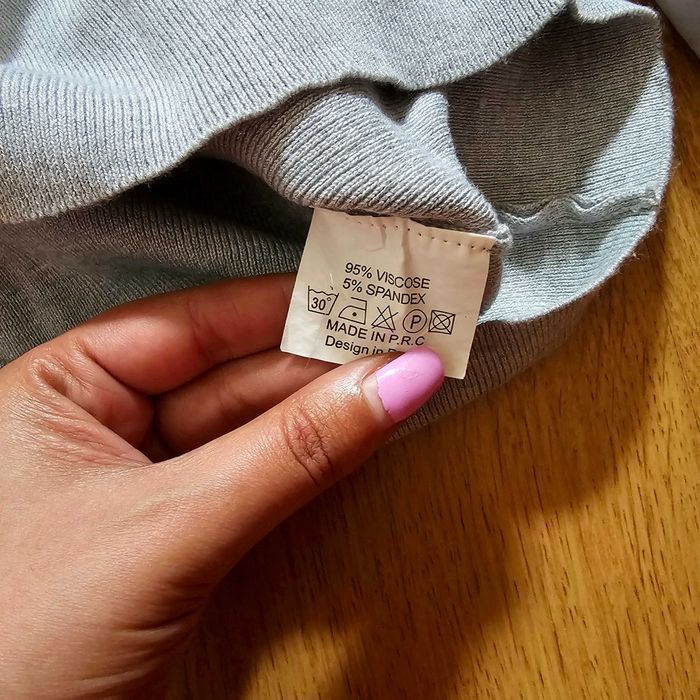 95% VISCOSE
5% SPANDEX
30° P
MADE IN P.R.C
Design in